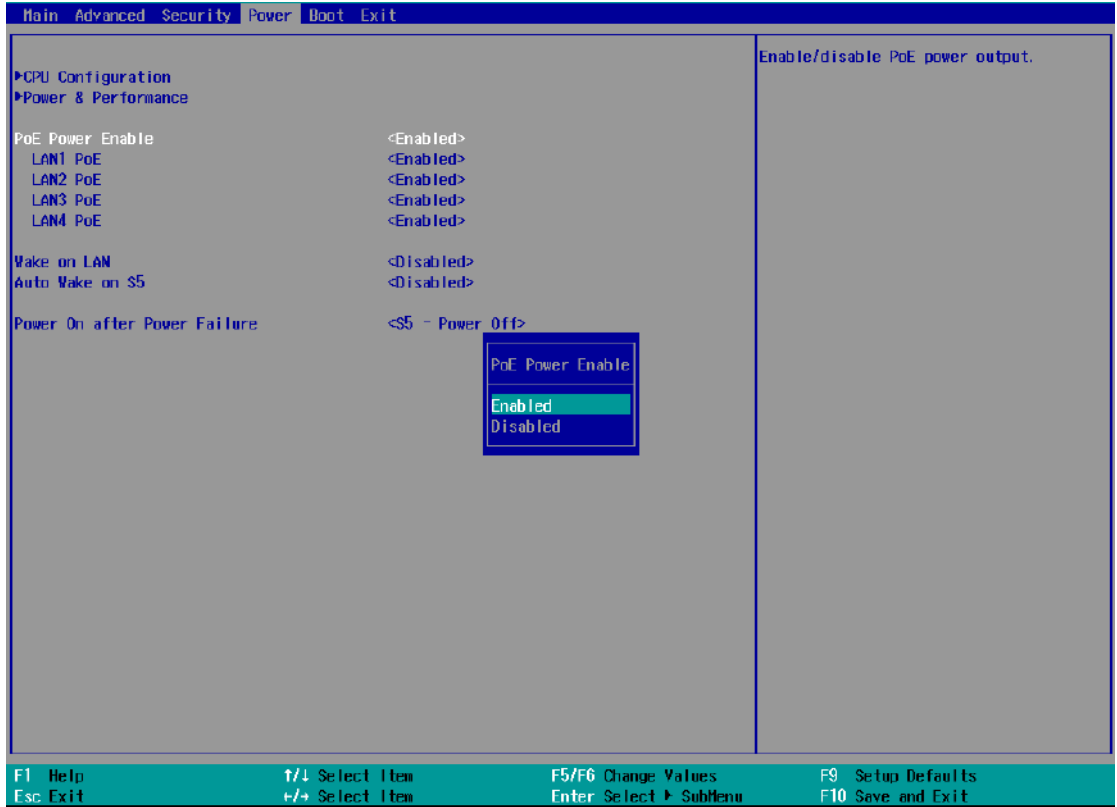 Main Advanced Security Power Boot Exit
Enable/disable PoE power output.
▶CPU Configuration
▶Power & Performance
PoE Power Enable <Enabled>
LAN1 PoE <Enabled>
LAN2 PoE <Enabled>
LAN3 PoE <Enabled>
LAN4 PoE <Enabled>
Wake on LAN <Disabled>
Auto Wake on S5 <Disabled>
Power On after Power Failure <S5 - Power Off>
PoE Power Enable
Enabled
Disabled
F1 Help ↑/↓ Select Item F5/F6 Change Values F9 Setup Defaults
Esc Exit ←/→ Select Item Enter Select ▶ SubMenu F10 Save and Exit